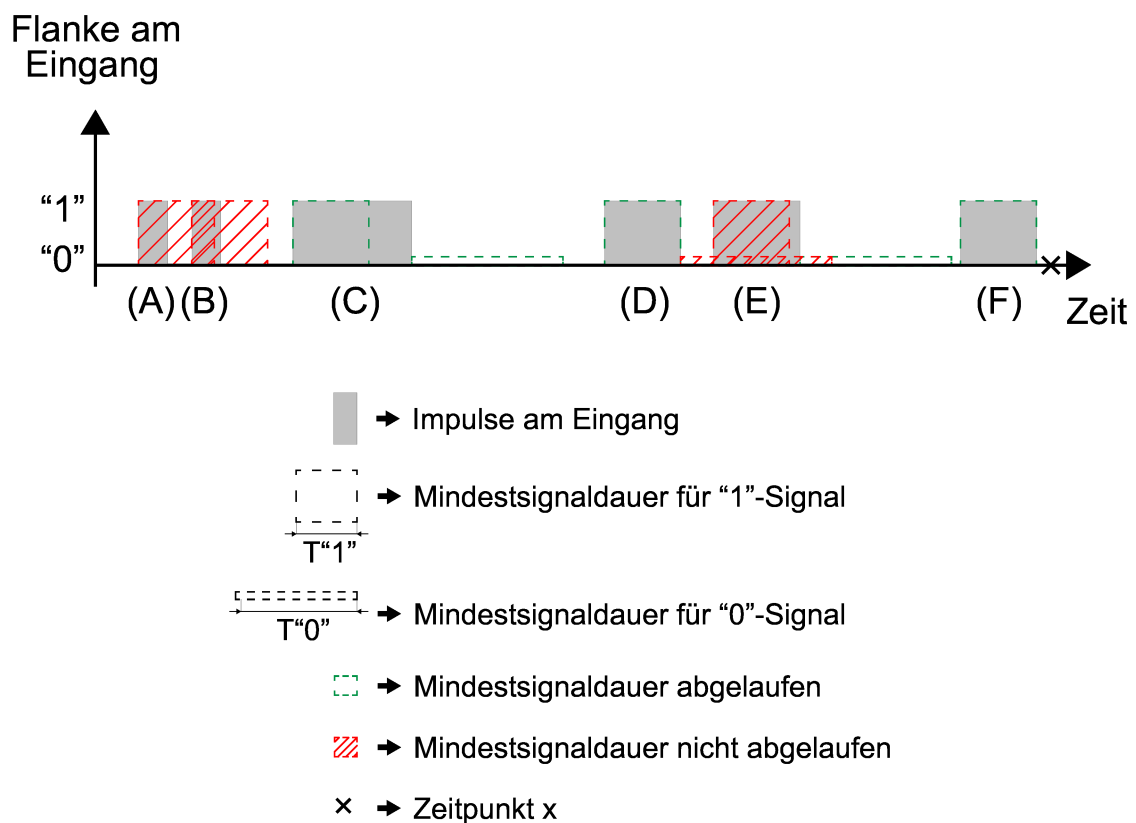 Flanke am
Eingang
“1”
“0”
(A) (B) (C) (D) (E) (F)
Zeit
Impulse am Eingang
Mindestsignaldauer für “1”-Signal
T“1”
Mindestsignaldauer für “0”-Signal
T“0”
Mindestsignaldauer abgelaufen
Mindestsignaldauer nicht abgelaufen
Zeitpunkt x